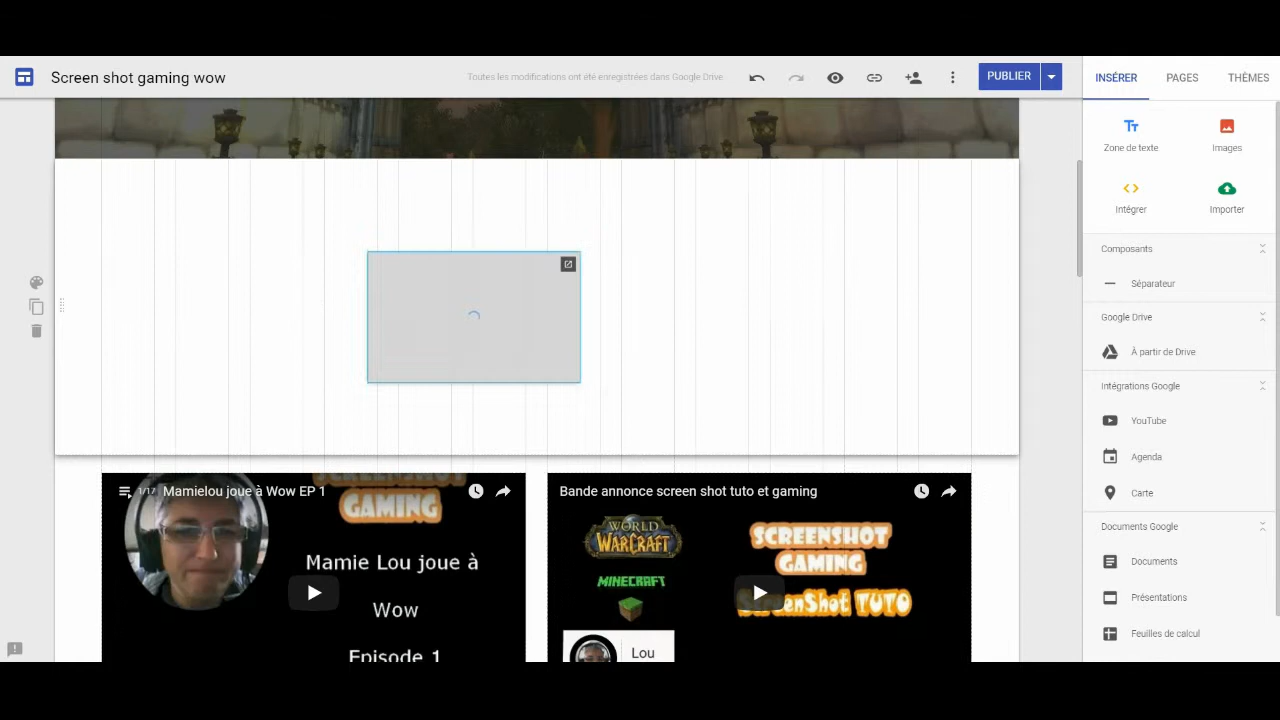 Screen shot gaming wow
Toutes les modifications ont été enregistrées dans Google Drive
PUBLIER
INSÉRER
PAGES
THÈMES
Zone de texte
Images
Intégrer
Importer
Composants
Séparateur
Google Drive
À partir de Drive
Intégrations Google
YouTube
Agenda
Carte
Documents Google
Documents
Présentations
Feuilles de calcul
1/17 Mamielou joue à Wow EP 1
SCREENSHOT
GAMING
Mamie Lou joue à
Wow
Episode 1
Bande annonce screen shot tuto et gaming
WORLD
WARCRAFT
MINECRAFT
SCREENSHOT
GAMING
ScreenShot TUTO
Lou